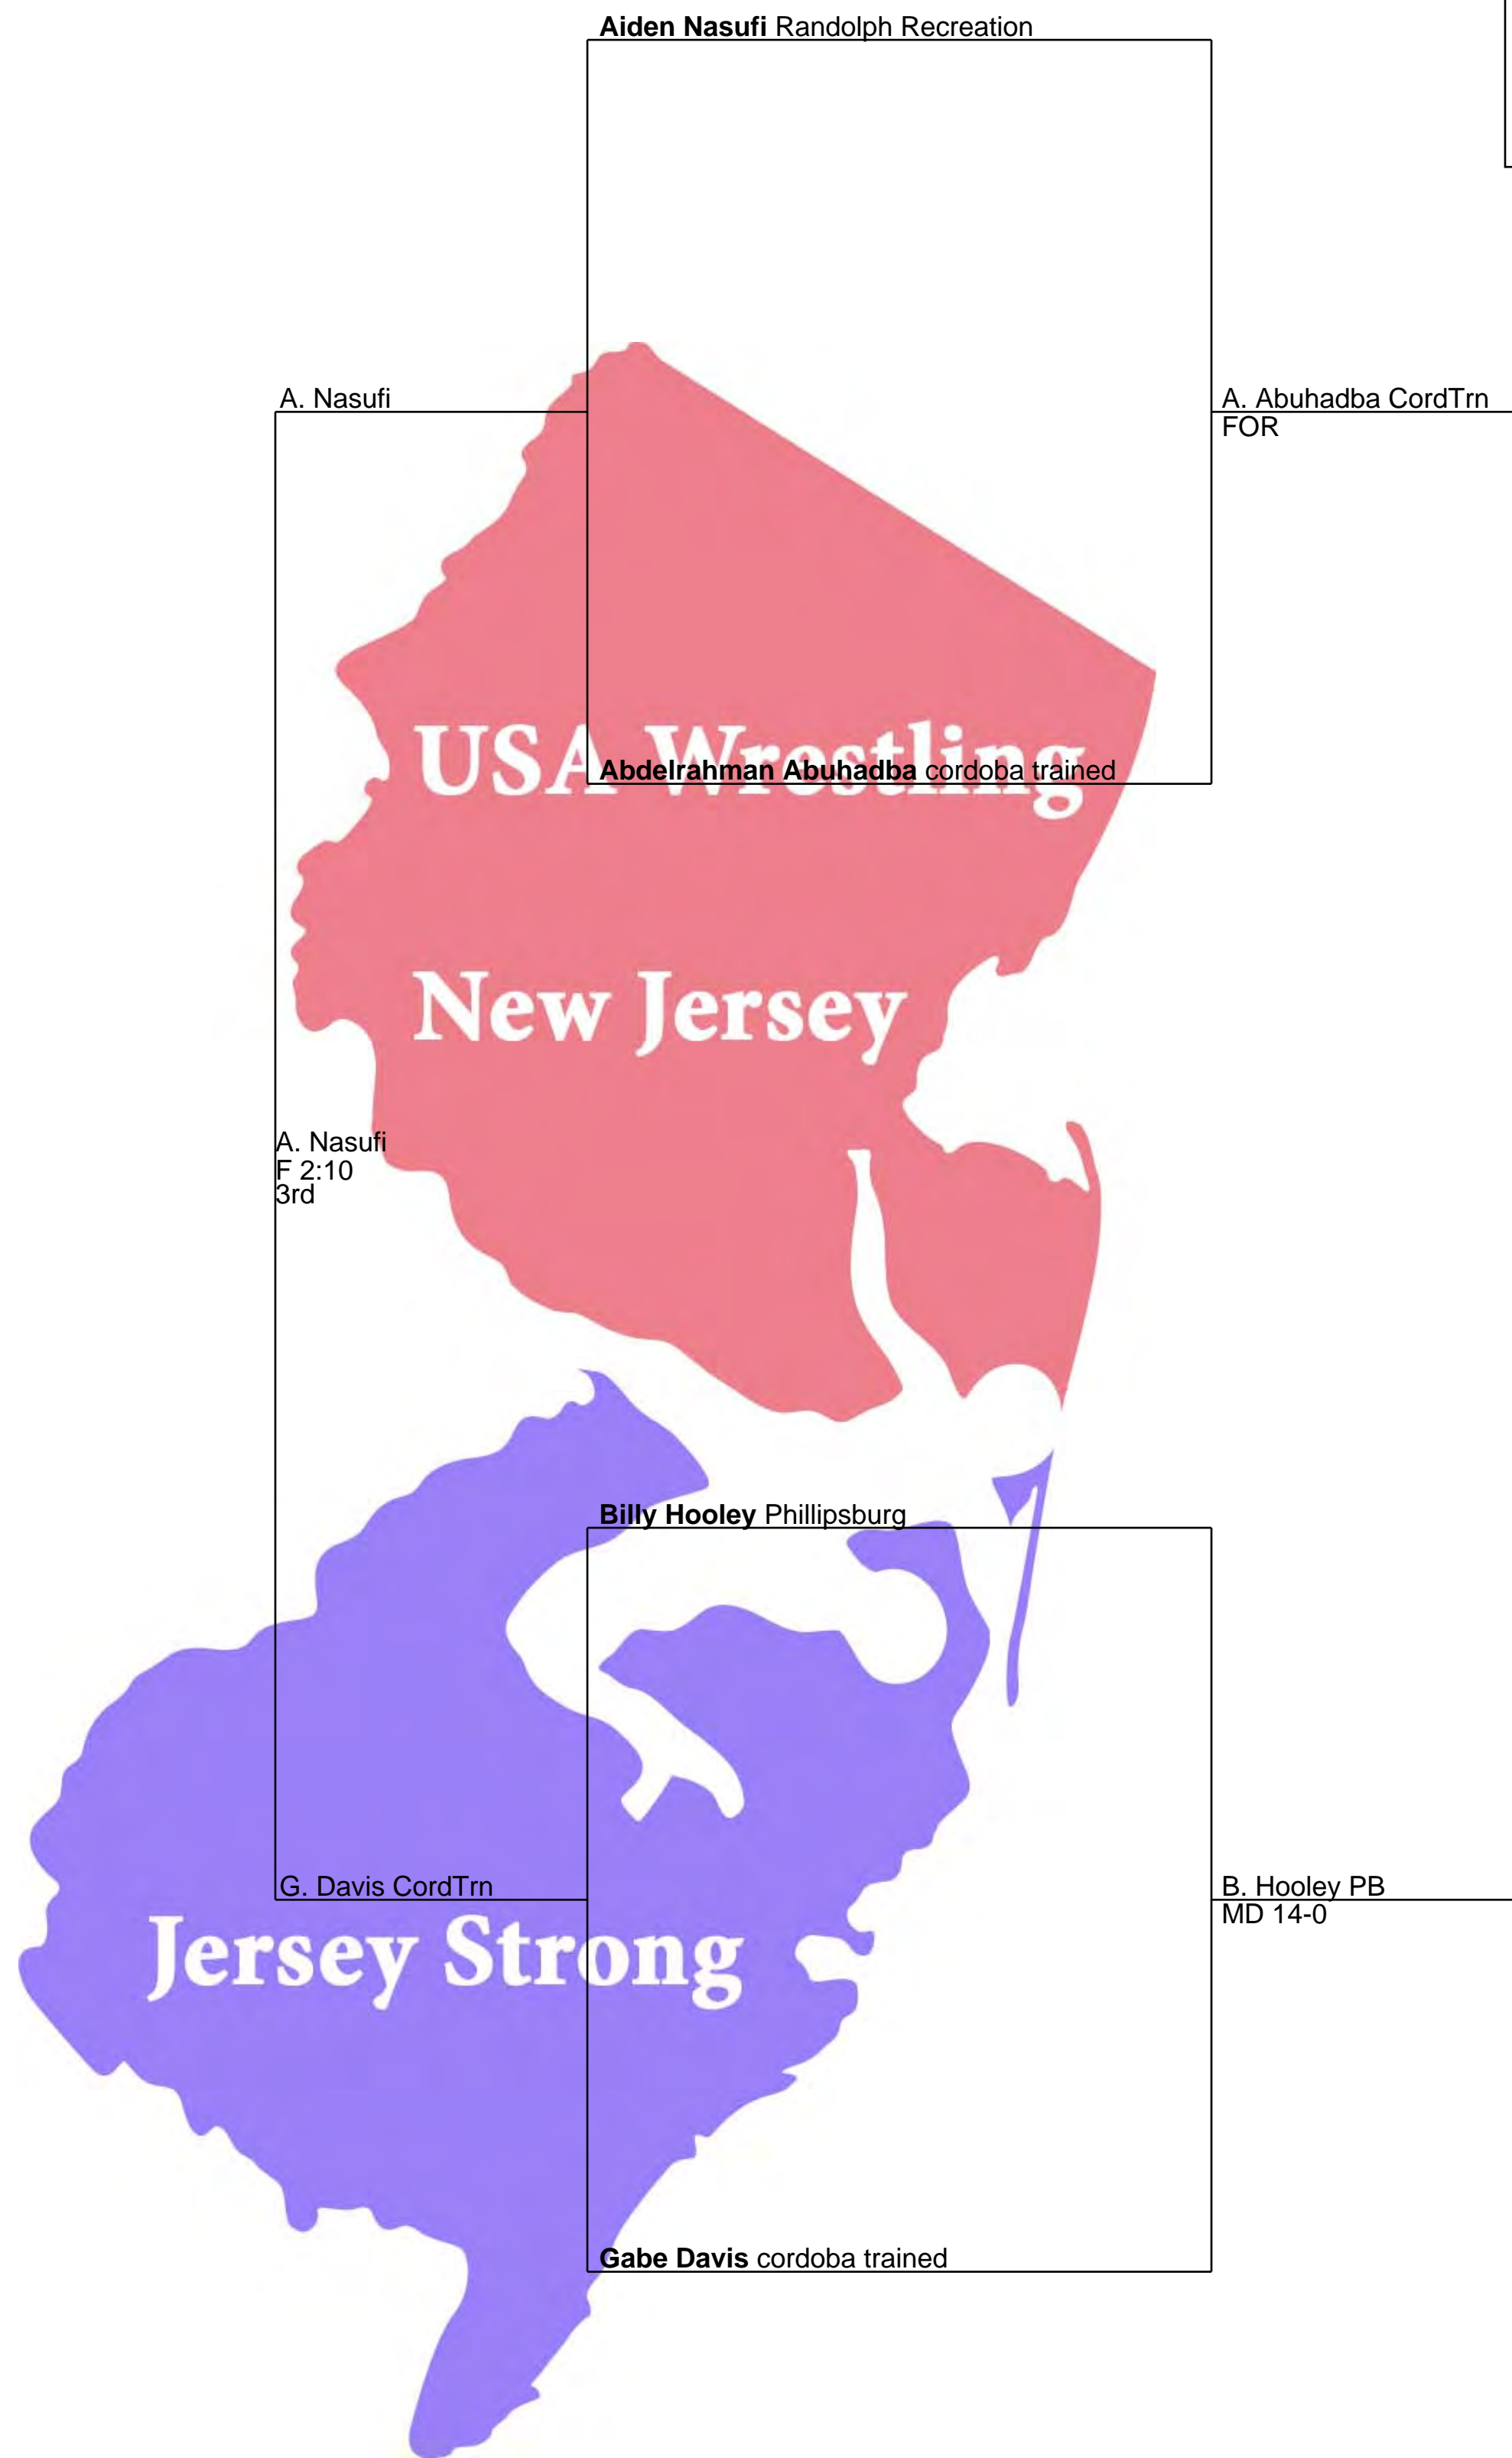 Aiden Nasufi Randolph Recreation
A. Nasufi
A. Abuhadba CordTrn
FOR
USA Wrestling
Abdelrahman Abuhadba cordoba trained
New Jersey
A. Nasufi
F 2:10
3rd
Billy Hooley Phillipsburg
G. Davis CordTrn
B. Hooley PB
MD 14-0
Jersey Strong
Gabe Davis cordoba trained